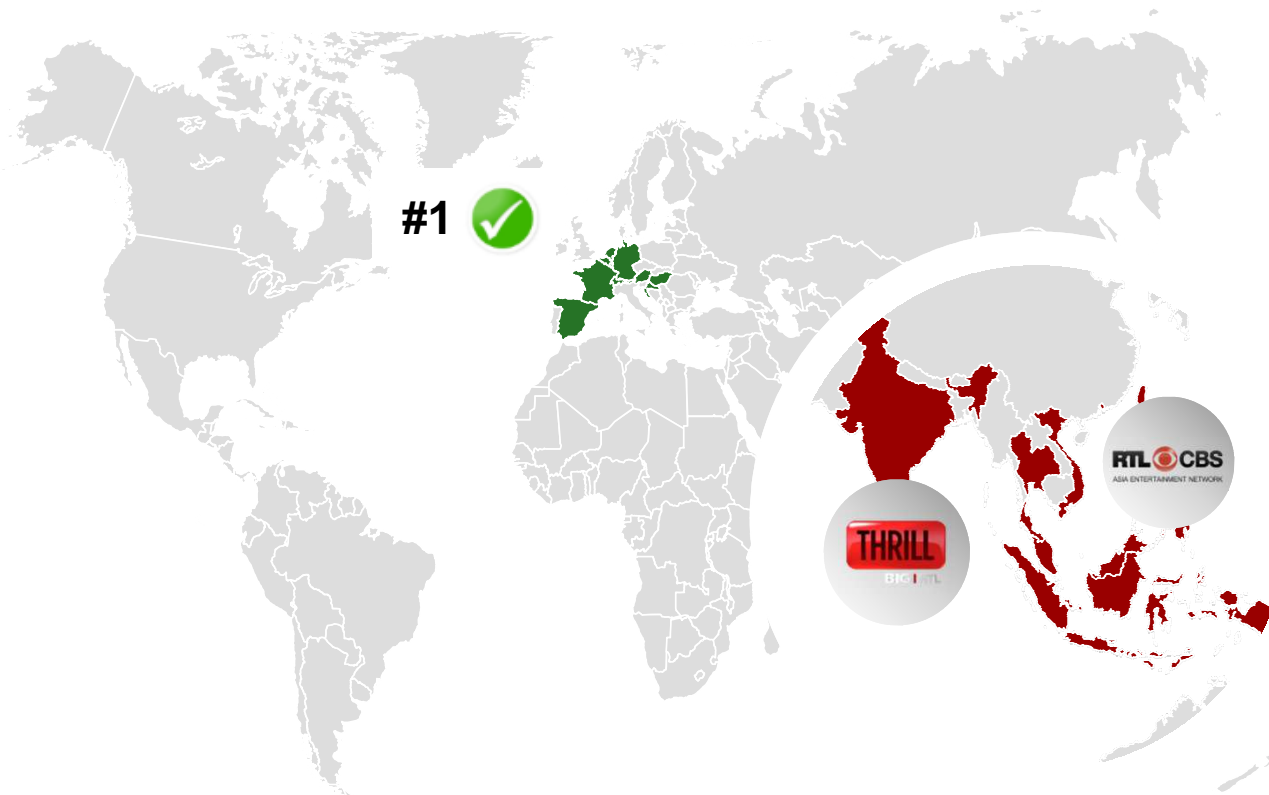 #1
RTL CBS
ASIA ENTERTAINMENT NETWORK
THRILL
BIG RTL